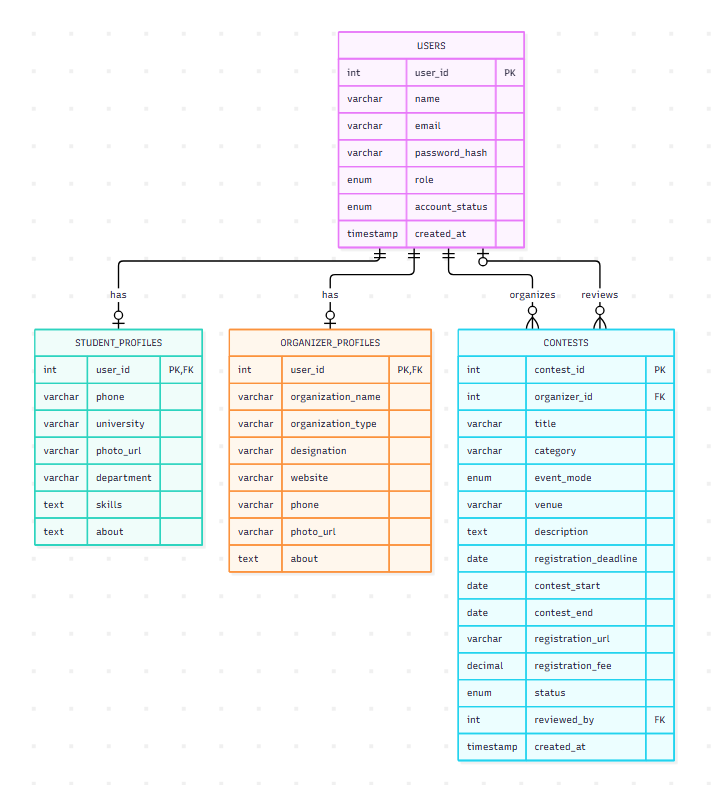 USERS
int user_id PK
varchar name
varchar email
varchar password_hash
enum role
enum account_status
timestamp created_at
has has organizes reviews
STUDENT_PROFILES
int user_id PK,FK
varchar phone
varchar university
varchar photo_url
varchar department
text skills
text about
ORGANIZER_PROFILES
int user_id PK,FK
varchar organization_name
varchar organization_type
varchar designation
varchar website
varchar phone
varchar photo_url
text about
CONTESTS
int contest_id PK
int organizer_id FK
varchar title
varchar category
enum event_mode
varchar venue
text description
date registration_deadline
date contest_start
date contest_end
varchar registration_url
decimal registration_fee
enum status
int reviewed_by FK
timestamp created_at